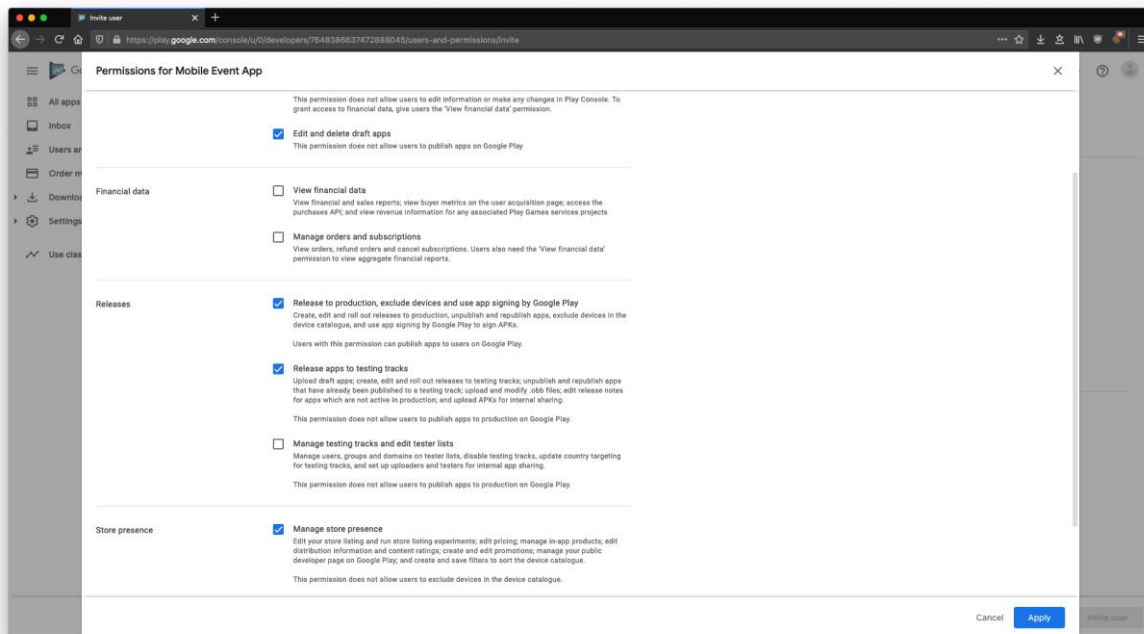 Invite user
https://play.google.com/console/u/0/developers/7648386637472888045/users-and-permissions/invite
Permissions for Mobile Event App
All apps
Inbox
Users ar
Order m
Downloa
Settings
Use clas
This permission does not allow users to edit information or make any changes in Play Console. To
grant access to financial data, give users the 'View financial data' permission.
Edit and delete draft apps
This permission does not allow users to publish apps on Google Play
Financial data
View financial data
View financial and sales reports; view buyer metrics on the user acquisition page; access the
purchases API; and view revenue information for any associated Play Games services projects
Manage orders and subscriptions
View orders, refund orders and cancel subscriptions. Users also need the 'View financial data'
permission to view aggregate financial reports.
Releases
Release to production, exclude devices and use app signing by Google Play
Create, edit and roll out releases to production, unpublish and republish apps, exclude devices in the
device catalogue, and use app signing by Google Play to sign APKs.
Users with this permission can publish apps to users on Google Play.
Release apps to testing tracks
Upload draft apps; create, edit and roll out releases to testing tracks; unpublish and republish apps
that have already been published to a testing track; upload and modify .obb files; edit release notes
for apps which are not active in production; and upload APKs for internal sharing.
This permission does not allow users to publish apps to production on Google Play.
Manage testing tracks and edit tester lists
Manage users, groups and domains on tester lists, disable testing tracks, update country targeting
for testing tracks, and set up uploaders and testers for internal app sharing.
This permission does not allow users to publish apps to production on Google Play.
Store presence
Manage store presence
Edit your store listing and run store listing experiments; edit pricing; manage in-app products; edit
distribution information and content ratings; create and edit promotions; manage your public
developer page on Google Play; and create and save filters to sort the device catalogue.
This permission does not allow users to exclude devices in the device catalogue.
Cancel
Apply
Invite user